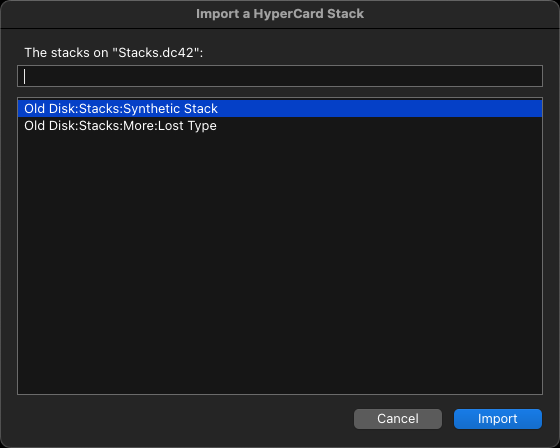 Import a HyperCard Stack
The stacks on "Stacks.dc42":
Old Disk:Stacks:Synthetic Stack
Old Disk:Stacks:More:Lost Type
Cancel
Import